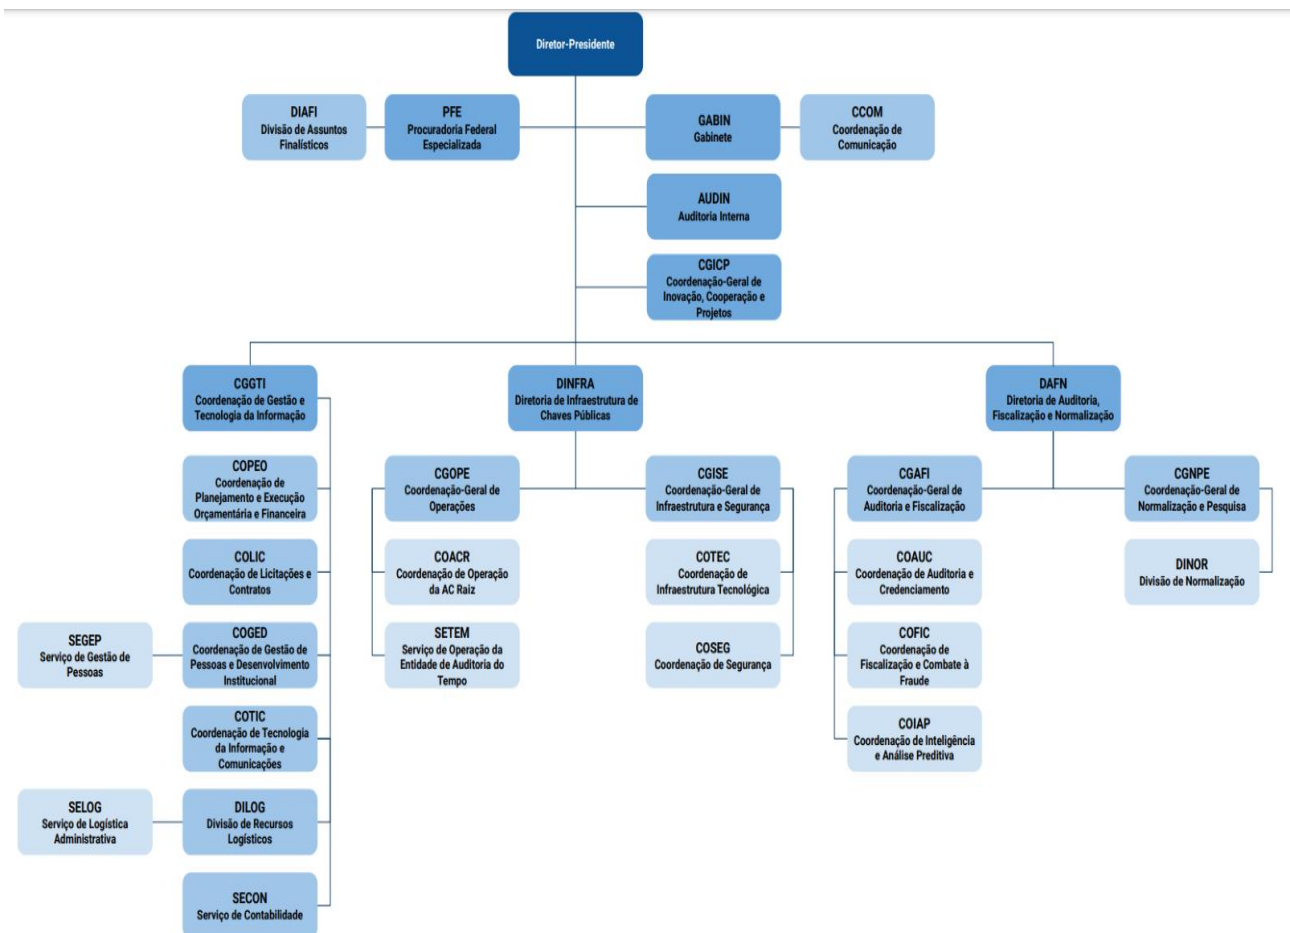 Diretor-Presidente
DIAFI
Divisão de Assuntos
Finalísticos
PFE
Procuradoria Federal
Especializada
GABIN
Gabinete
CCOM
Coordenação de
Comunicação
AUDIN
Auditoria Interna
CGICP
Coordenação-Geral de
Inovação, Cooperação e
Projetos
CGGTI
Coordenação de Gestão e
Tecnologia da Informação
DINFRA
Diretoria de Infraestrutura de
Chaves Públicas
DAFN
Diretoria de Auditoria,
Fiscalização e Normalização
COPEO
Coordenação de
Planejamento e Execução
Orçamentária e Financeira
CGOPE
Coordenação-Geral de
Operações
CGISE
Coordenação-Geral de
Infraestrutura e Segurança
CGAFI
Coordenação-Geral de
Auditoria e Fiscalização
CGNPE
Coordenação-Geral de
Normalização e Pesquisa
COLIC
Coordenação de Licitações e
Contratos
COACR
Coordenação de Operação
da AC Raiz
COTEC
Coordenação de
Infraestrutura Tecnológica
COAUC
Coordenação de Auditoria e
Credenciamento
DINOR
Divisão de Normalização
SEGEP
Serviço de Gestão de
Pessoas
COGED
Coordenação de Gestão de
Pessoas e Desenvolvimento
Institucional
SETEM
Serviço de Operação da
Entidade de Auditoria do
Tempo
COSEG
Coordenação de Segurança
COFIC
Coordenação de
Fiscalização e Combate à
Fraude
COTIC
Coordenação de Tecnologia
da Informação e
Comunicações
COIAP
Coordenação de Inteligência
e Análise Preditiva
SELOG
Serviço de Logística
Administrativa
DILOG
Divisão de Recursos
Logísticos
SECON
Serviço de Contabilidade